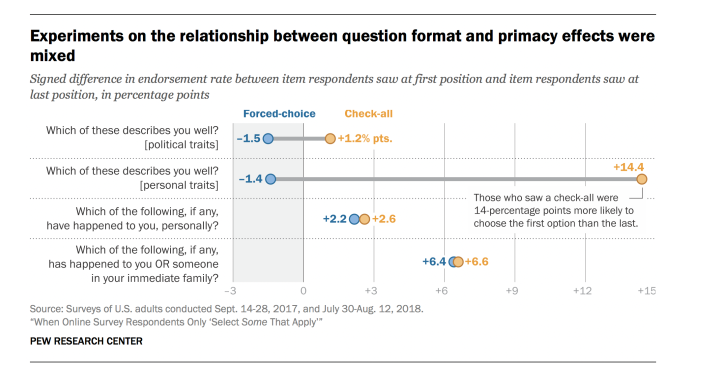 Experiments on the relationship between question format and primacy effects were
mixed
Signed difference in endorsement rate between item respondents saw at first position and item respondents saw at
last position, in percentage points
Forced-choice
Check-all
Which of these describes you well?
[political traits]
–1.5
+1.2% pts.
Which of these describes you well?
[personal traits]
–1.4
+14.4
Those who saw a check-all were
14-percentage points more likely to
choose the first option than the last.
Which of the following, if any,
have happened to you, personally?
+2.2
+2.6
Which of the following, if any,
has happened to you OR someone
in your immediate family?
+6.4
+6.6
–3
0
+3
+6
+9
+12
+15
Source: Surveys of U.S. adults conducted Sept. 14-28, 2017, and July 30-Aug. 12, 2018.
“When Online Survey Respondents Only ‘Select Some That Apply’”
PEW RESEARCH CENTER